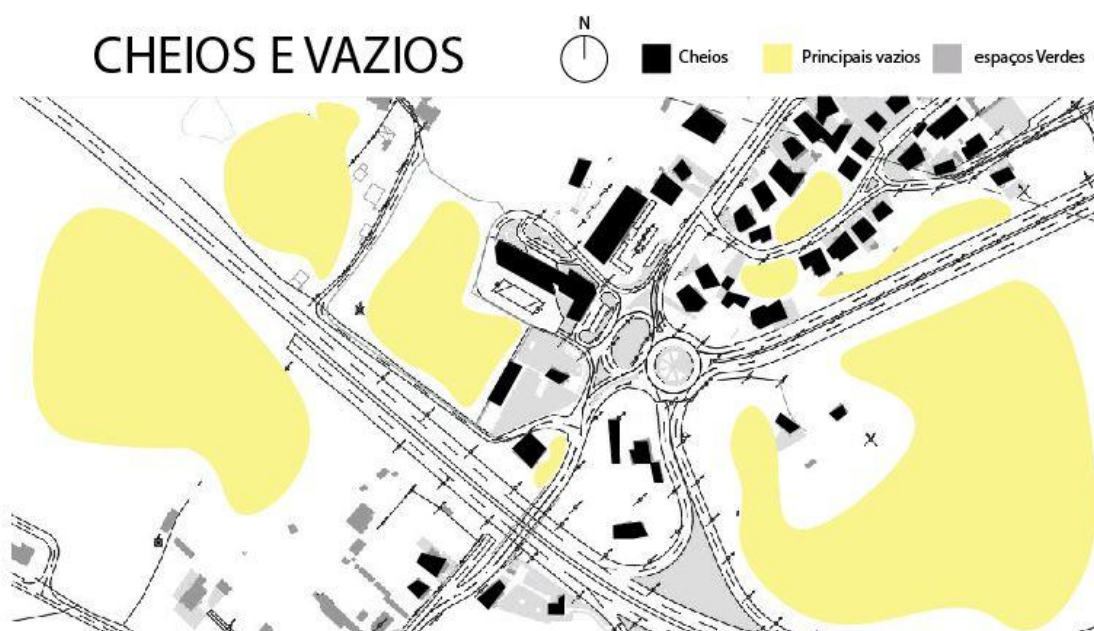 CHEIOS E VAZIOS
N
Cheios
Principais vazios
espaços Verdes